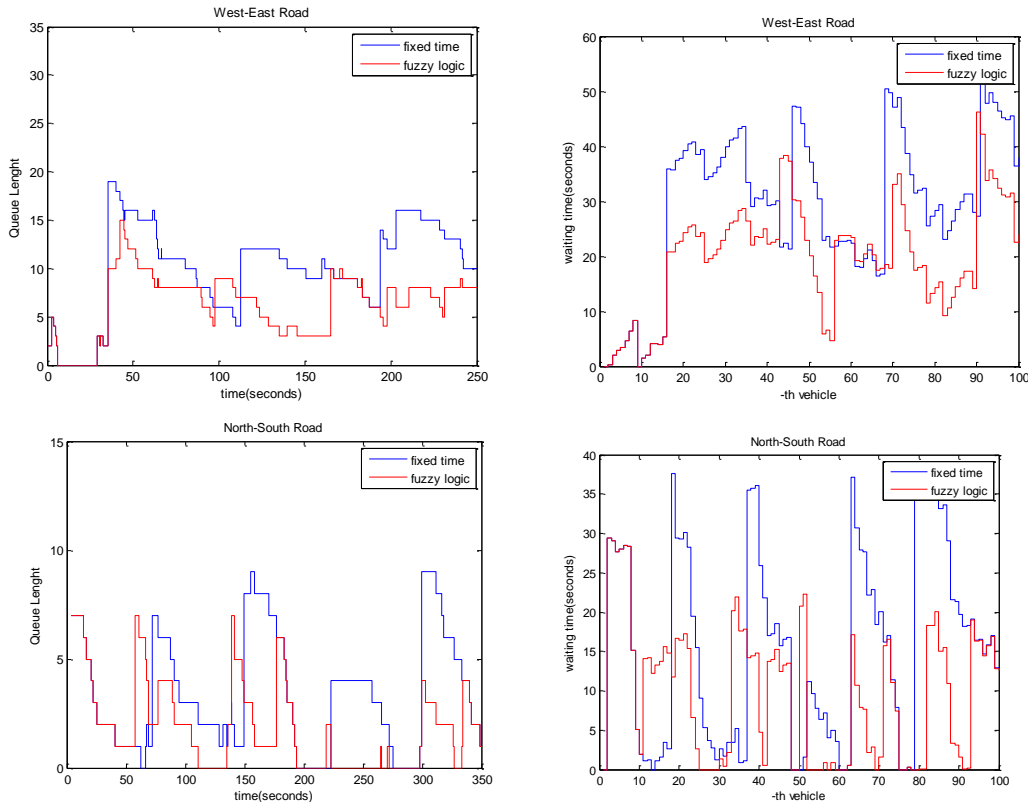 West-East Road
35
30
25
20
15
10
5
0
Queue Lenght
0 50 100 150 200 250
time(seconds)
fixed time
fuzzy logic
West-East Road
60
50
40
30
20
10
0
waiting time(seconds)
0 10 20 30 40 50 60 70 80 90 100
-th vehicle
fixed time
fuzzy logic
North-South Road
15
10
5
0
Queue Lenght
0 50 100 150 200 250 300 350
time(seconds)
fixed time
fuzzy logic
North-South Road
40
35
30
25
20
15
10
5
0
waiting time(seconds)
0 10 20 30 40 50 60 70 80 90 100
-th vehicle
fixed time
fuzzy logic